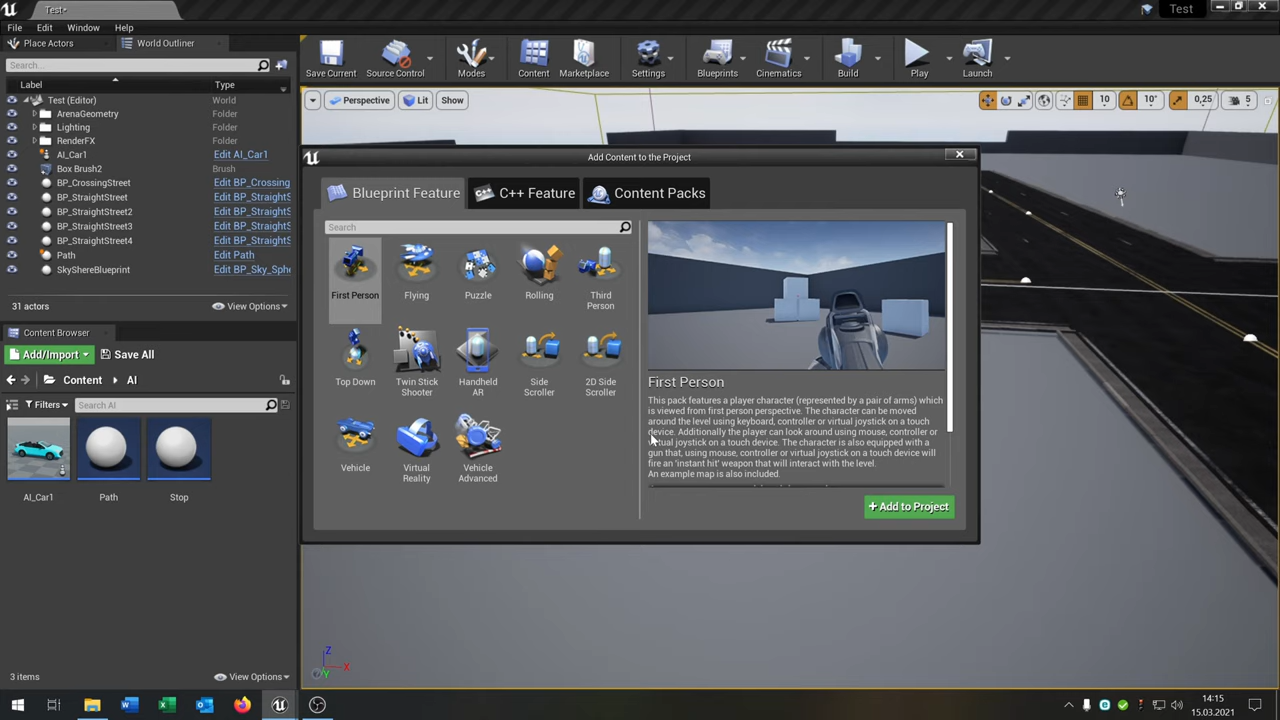 Test*
Test
File Edit Window Help
Place Actors
World Outliner
Search...
Label Type
Test (Editor) World
ArenaGeometry Folder
Lighting Folder
RenderFX Folder
AI_Car1 Edit AI_Car1
Box Brush2 Brush
BP_CrossingStreet Edit BP_Crossing
BP_StraightStreet Edit BP_StraightS
BP_StraightStreet2 Edit BP_StraightS
BP_StraightStreet3 Edit BP_StraightS
BP_StraightStreet4 Edit BP_StraightS
Path Edit Path
SkyShereBlueprint Edit BP_Sky_Sphe
31 actors View Options
Content Browser
Add/Import Save All
Content AI
Filters Search AI
AI_Car1 Path Stop
3 items View Options
Save Current Source Control Modes Content Marketplace Settings Blueprints Cinematics Build Play Launch
Perspective Lit Show 10 10° 0,25 5
Add Content to the Project
Blueprint Feature C++ Feature Content Packs
Search
First Person Flying Puzzle Rolling Third
Person
Top Down Twin Stick
Shooter
Handheld
AR
Side
Scroller
2D Side
Scroller
Vehicle Virtual
Reality
Vehicle
Advanced
First Person
This pack features a player character (represented by a pair of arms) which
is viewed from first person perspective. The character can be moved
around the level using keyboard, controller or virtual joystick on a touch
device. Additionally the player can look around using mouse, controller or
virtual joystick on a touch device. The character is also equipped with a
gun that, using mouse, controller or virtual joystick on a touch device will
fire an 'instant hit' weapon that will interact with the level.
An example map is also included.
+ Add to Project
Z
X
Y
14:15
15.03.2021